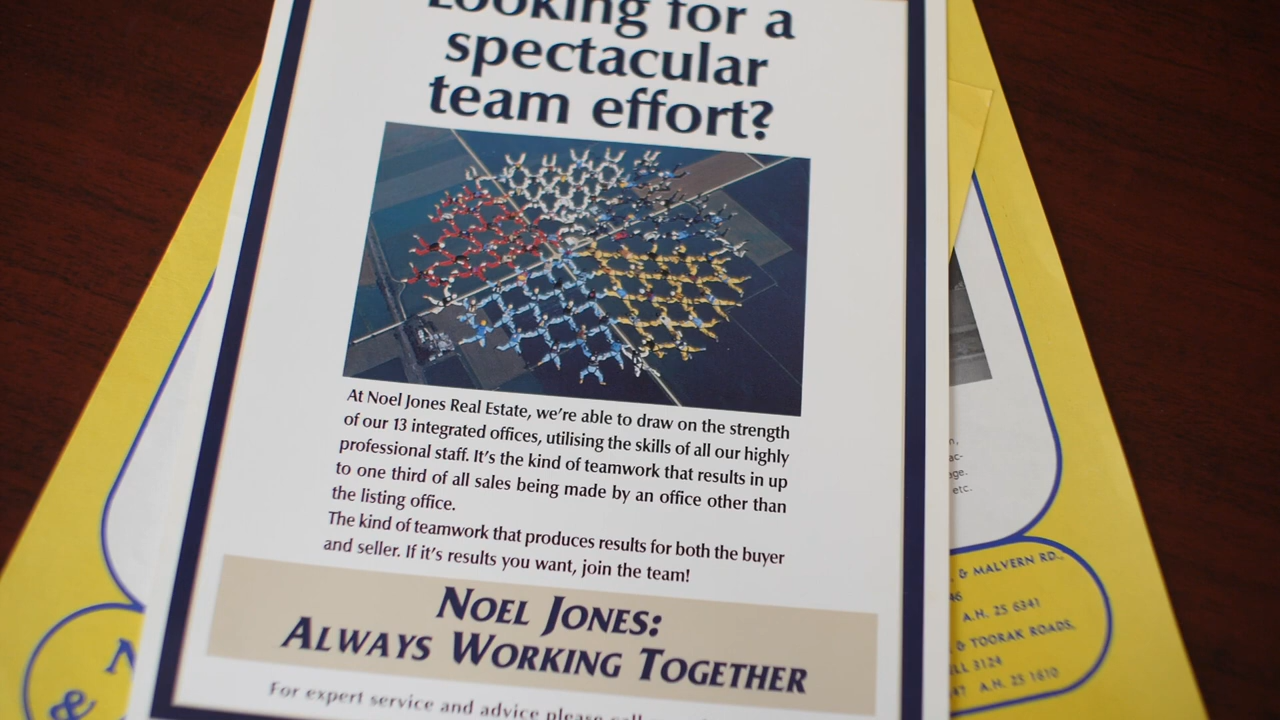 Looking for a
spectacular
team effort?
At Noel Jones Real Estate, we're able to draw on the strength
of our 13 integrated offices, utilising the skills of all our highly
professional staff. It's the kind of teamwork that results in up
to one third of all sales being made by an office other than
the listing office.
The kind of teamwork that produces results for both the buyer
and seller. If it's results you want, join the team!
NOEL JONES:
ALWAYS WORKING TOGETHER
For expert service and advice please call
etc.
& MALVERN RD.,
46
A.H. 25 6341
& TOORAK ROADS,
3124
A.H. 25 1610
N
&